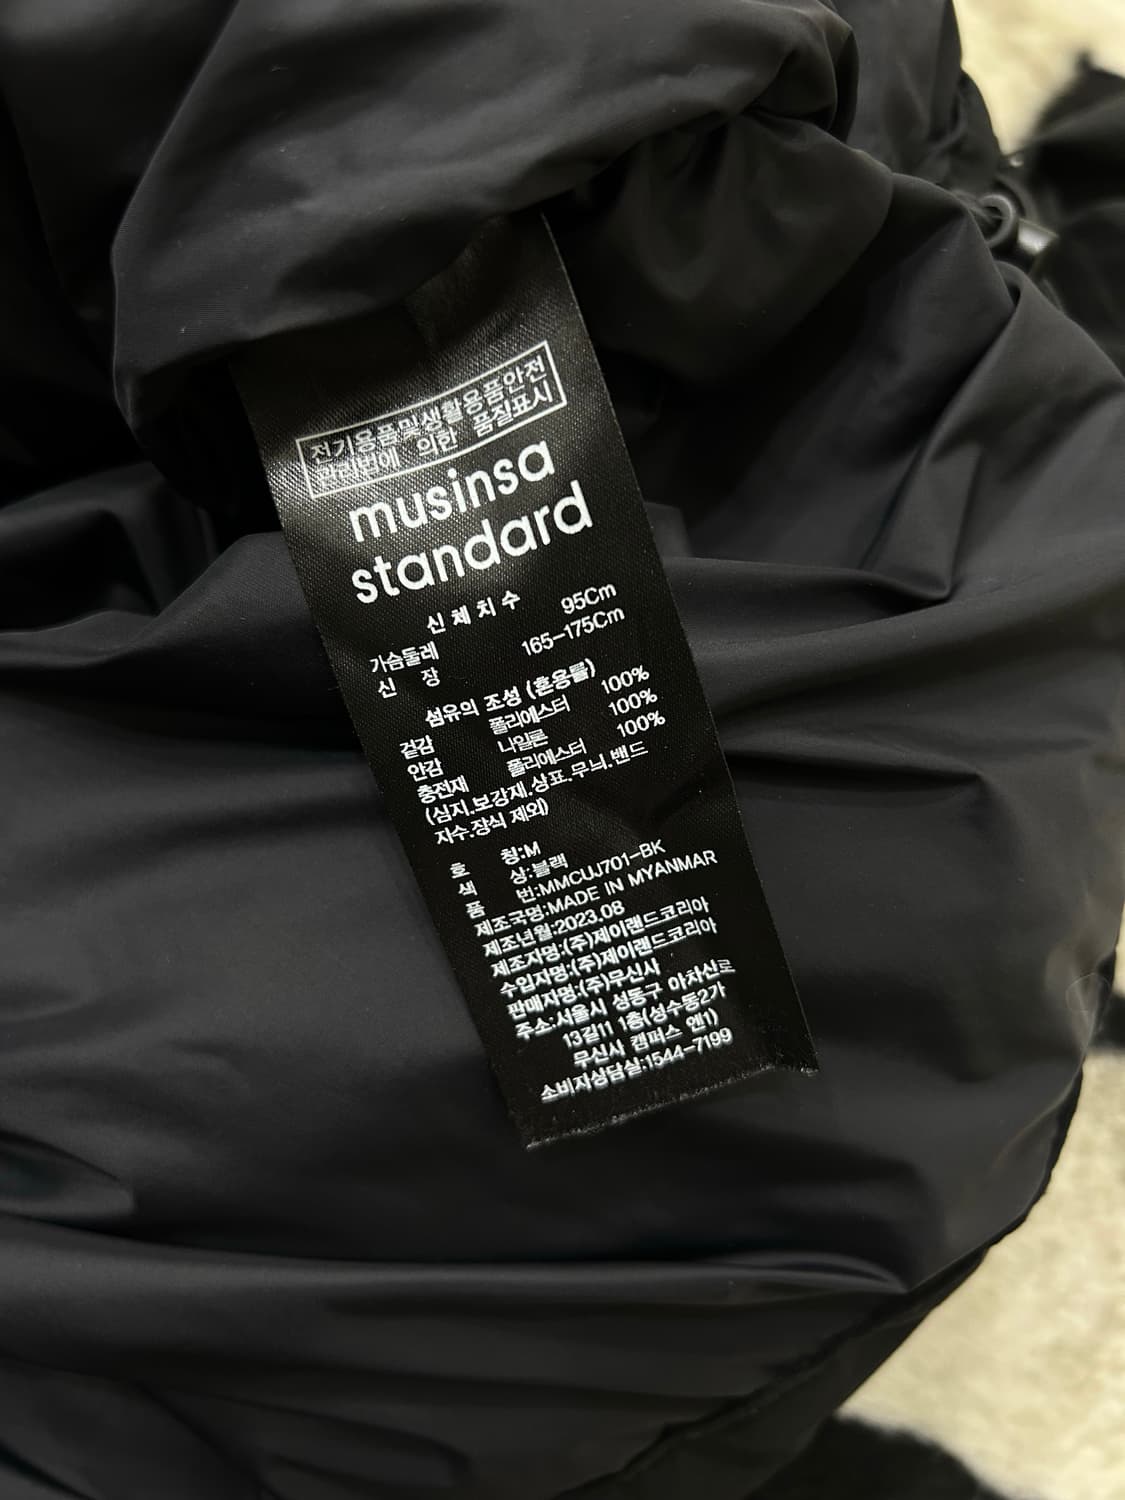 전기용품및생활용품안전
관리법에 의한 품질표시
musinsa
standard
신체치수
가슴둘레 95Cm
신 장 165-175Cm
섬유의 조성 (혼용률)
겉감 폴리에스터 100%
안감 나일론 100%
충전재 폴리에스터 100%
(심지.보강재.상표.무늬.밴드
자수.장식 제외)
호 칭:M
색 상:블랙
품 번:MMCUJ701-BK
제조국명:MADE IN MYANMAR
제조년월:2023.08
제조자명:(주)제이랜드코리아
수입자명:(주)제이랜드코리아
판매자명:(주)무신사
주소:서울시 성동구 아차산로
13길11 1층(성수동2가
무신사 캠퍼스 엔1)
소비자상담실:1544-7199